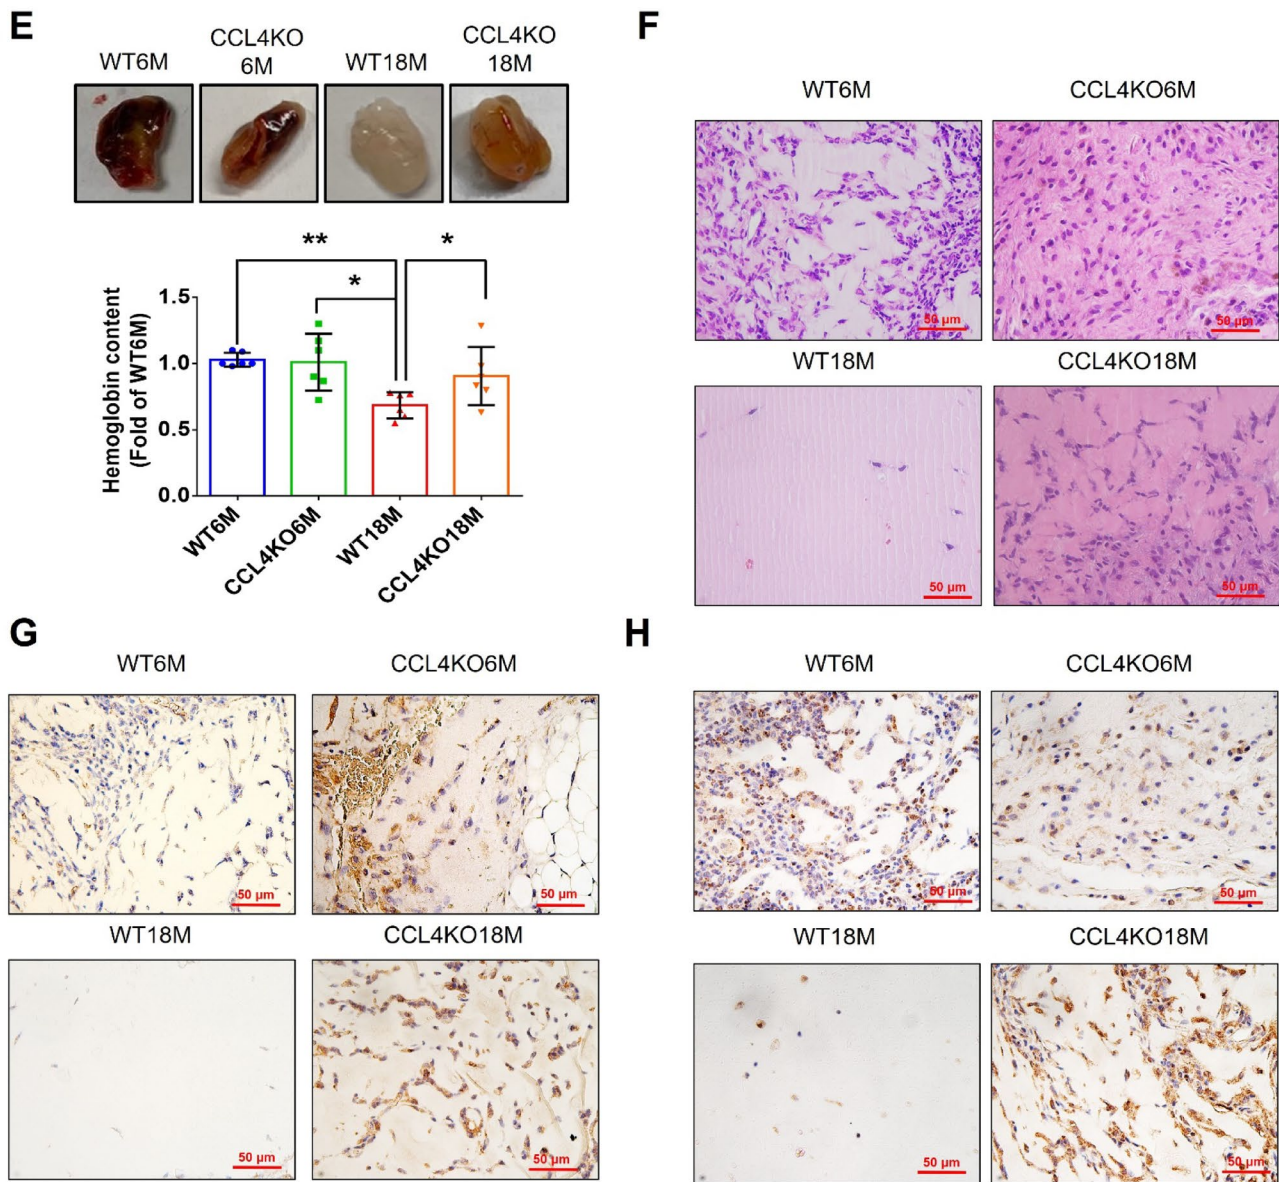 E
WT6M
CCL4KO
6M
WT18M
CCL4KO
18M
**
*
*
Hemoglobin content
(Fold of WT6M)
1.5
1.0
0.5
0.0
WT6M
CCL4KO6M
WT18M
CCL4KO18M
F
WT6M
CCL4KO6M
50 µm
50 µm
WT18M
CCL4KO18M
50 µm
50 µm
G
WT6M
CCL4KO6M
50 µm
50 µm
WT18M
CCL4KO18M
50 µm
50 µm
H
WT6M
CCL4KO6M
50 µm
50 µm
WT18M
CCL4KO18M
50 µm
50 µm